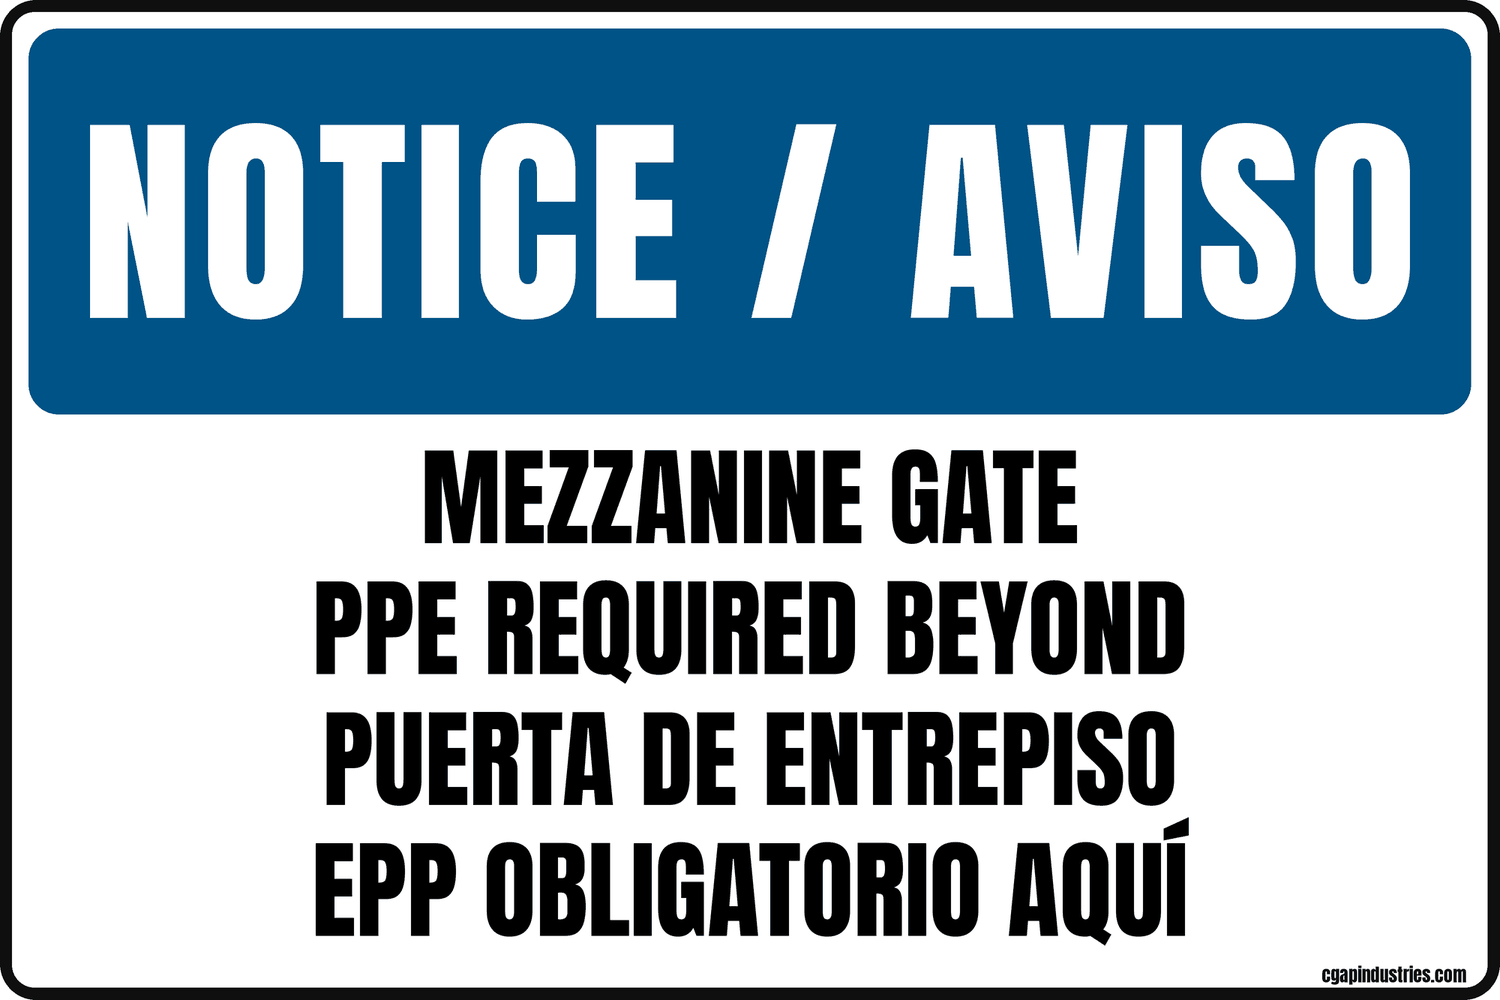 NOTICE / AVISO
MEZZANINE GATE
PPE REQUIRED BEYOND
PUERTA DE ENTREPISO
EPP OBLIGATORIO AQUÍ
cgapindustries.com